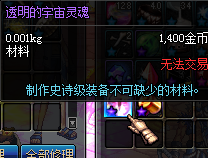 透明的宇宙灵魂
0.001kg 1,400金币
材料 无法交易
制作史诗级装备不可缺少的材料。
全部修理